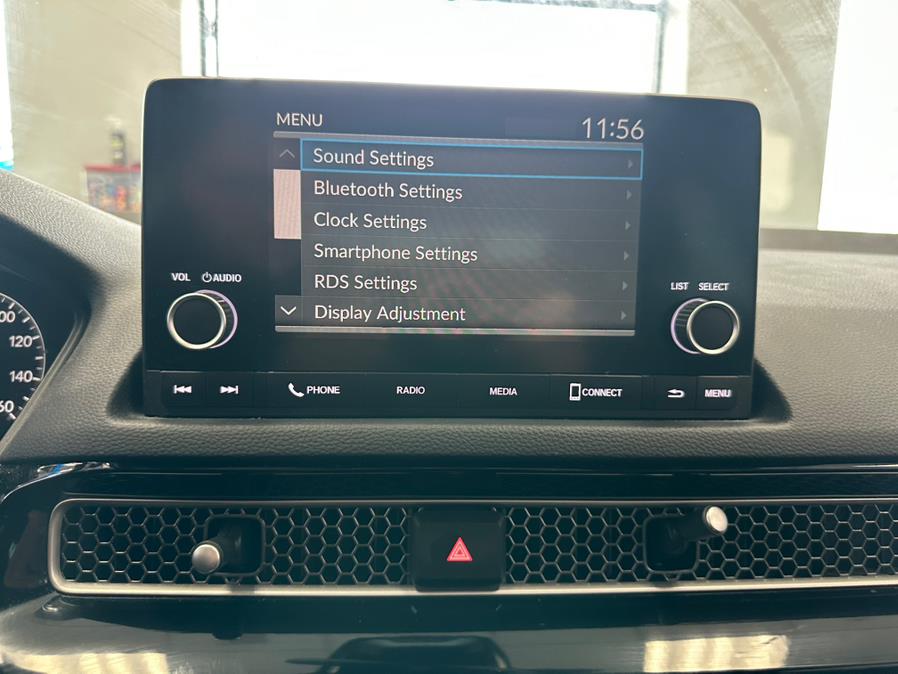 MENU 11:56
Sound Settings
Bluetooth Settings
Clock Settings
Smartphone Settings
RDS Settings
Display Adjustment
VOL AUDIO
LIST SELECT
PHONE RADIO MEDIA CONNECT MENU
120
140